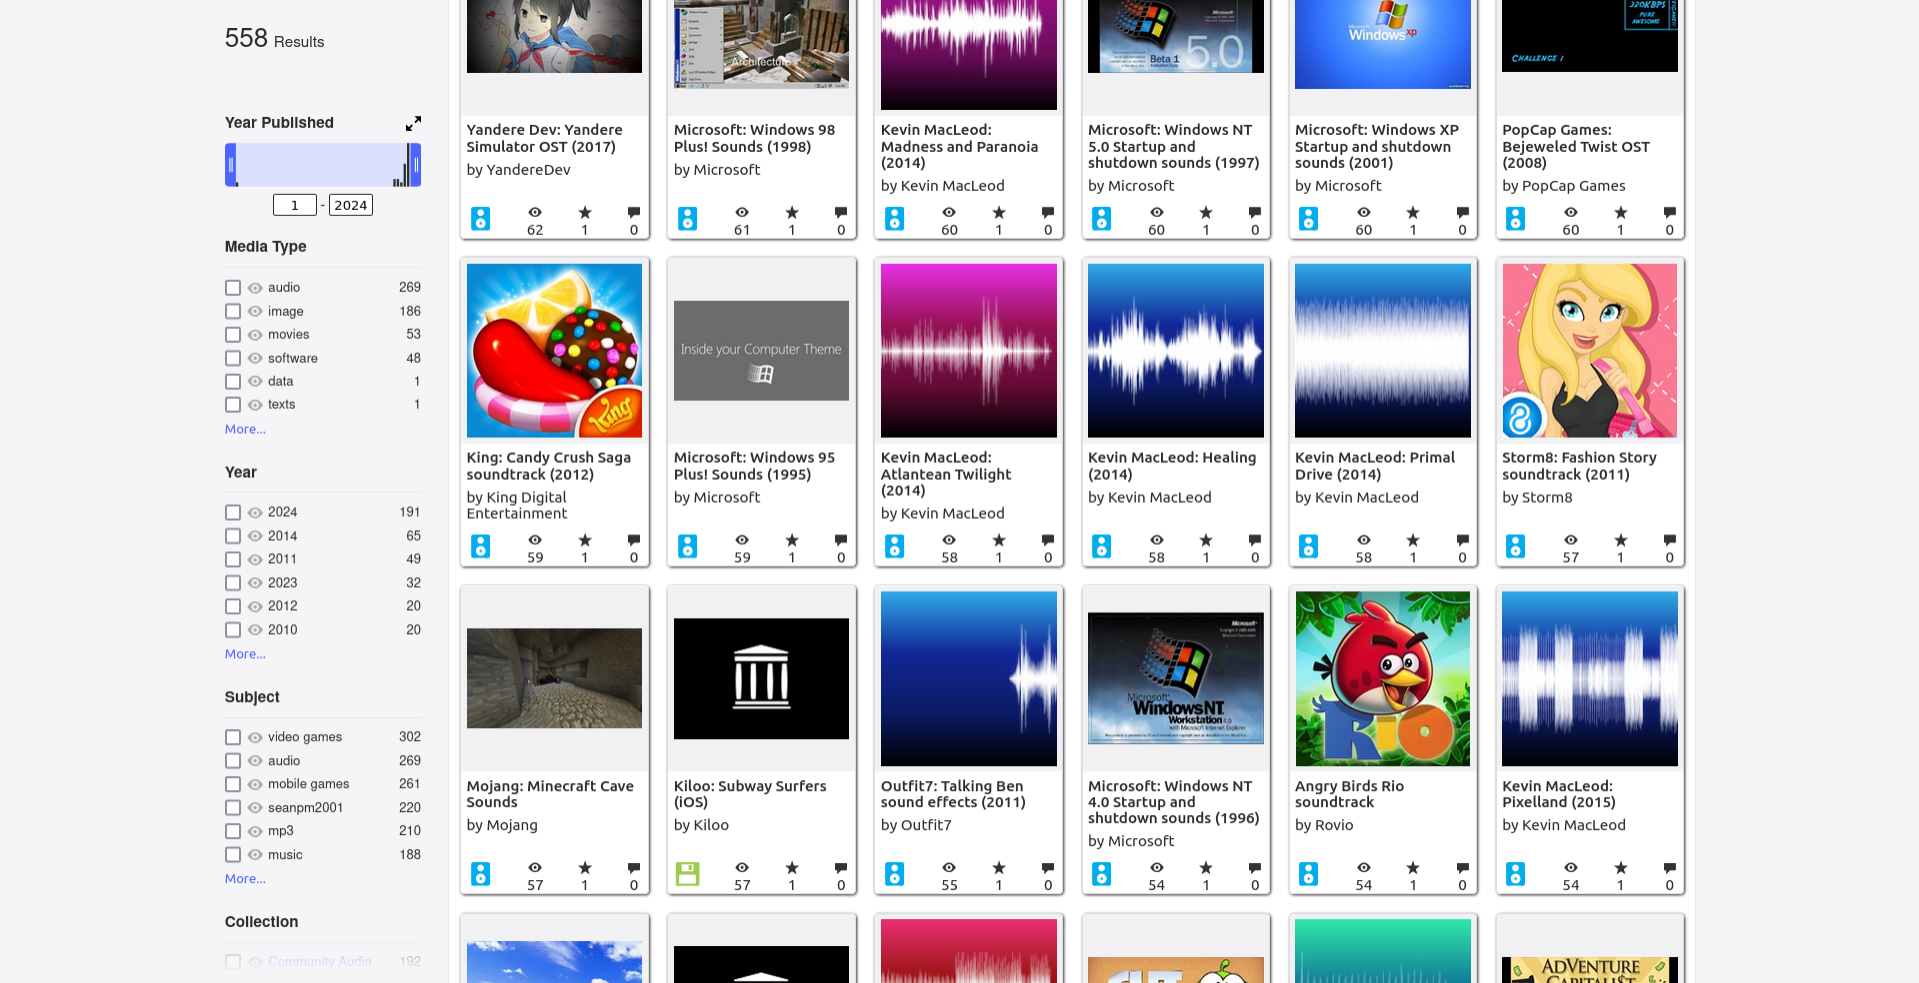 558 Results
Year Published
1 - 2024
Media Type
audio 269
image 186
movies 53
software 48
data 1
texts 1
More...
Year
2024 191
2014 65
2011 49
2023 32
2012 20
2010 20
More...
Subject
video games 302
audio 269
mobile games 261
seanpm2001 220
mp3 210
music 188
More...
Collection
Community Audio 192
Yandere Dev: Yandere
Simulator OST (2017)
by YandereDev
62 1 0
Architecture
Microsoft: Windows 98
Plus! Sounds (1998)
by Microsoft
61 1 0
Kevin MacLeod:
Madness and Paranoia
(2014)
by Kevin MacLeod
60 1 0
5.0
Beta 1
Microsoft: Windows NT
5.0 Startup and
shutdown sounds (1997)
by Microsoft
60 1 0
Microsoft
Windows xp
Microsoft: Windows XP
Startup and shutdown
sounds (2001)
by Microsoft
60 1 0
320KBPS
PURE
AWESOME
CHALLENGE 1
PopCap Games:
Bejeweled Twist OST
(2008)
by PopCap Games
60 1 0
King
King: Candy Crush Saga
soundtrack (2012)
by King Digital
Entertainment
59 1 0
Inside your Computer Theme
Microsoft: Windows 95
Plus! Sounds (1995)
by Microsoft
59 1 0
Kevin MacLeod:
Atlantean Twilight
(2014)
by Kevin MacLeod
58 1 0
Kevin MacLeod: Healing
(2014)
by Kevin MacLeod
58 1 0
Kevin MacLeod: Primal
Drive (2014)
by Kevin MacLeod
58 1 0
8
Storm8: Fashion Story
soundtrack (2011)
by Storm8
57 1 0
Mojang: Minecraft Cave
Sounds
by Mojang
57 1 0
Kiloo: Subway Surfers
(iOS)
by Kiloo
57 1 0
Outfit7: Talking Ben
sound effects (2011)
by Outfit7
55 1 0
Microsoft
Microsoft
Windows NT
Workstation 4.0
with Microsoft Internet Explorer
Microsoft: Windows NT
4.0 Startup and
shutdown sounds (1996)
by Microsoft
54 1 0
RIO
Angry Birds Rio
soundtrack
by Rovio
54 1 0
Kevin MacLeod:
Pixelland (2015)
by Kevin MacLeod
54 1 0
ADVENTURE
CAPITALIST